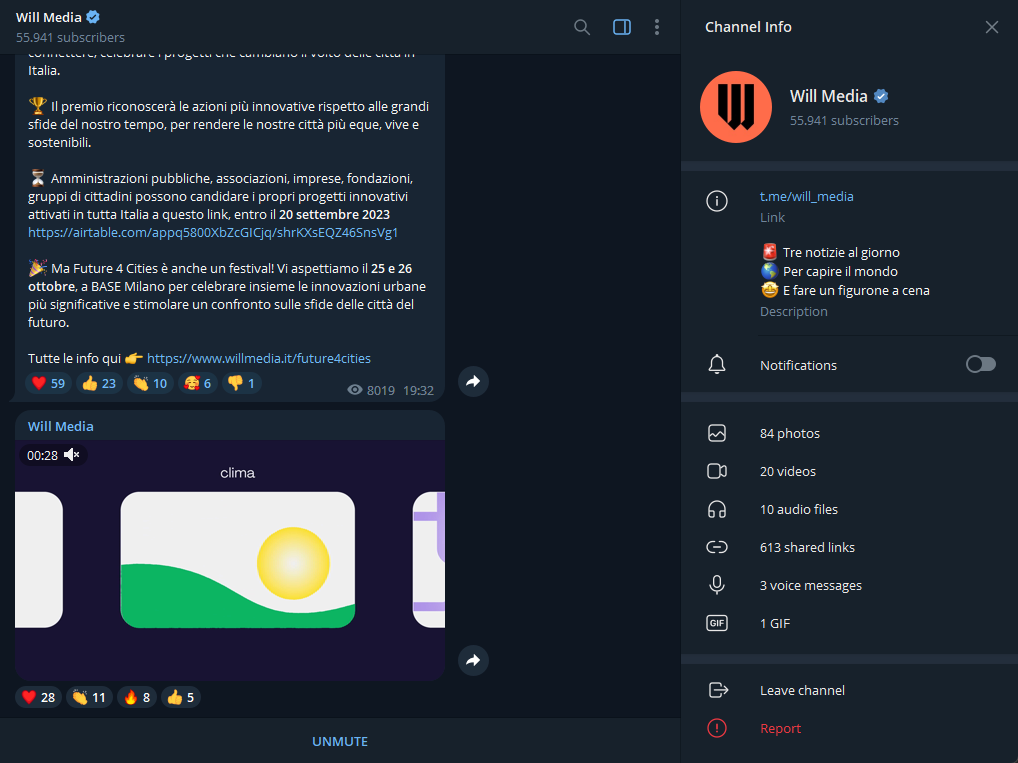 Will Media
55.941 subscribers
connettere, celebrare i progetti che cambiano il volto delle città in
Italia.
🏆 Il premio riconoscerà le azioni più innovative rispetto alle grandi
sfide del nostro tempo, per rendere le nostre città più eque, vive e
sostenibili.
⏳ Amministrazioni pubbliche, associazioni, imprese, fondazioni,
gruppi di cittadini possono candidare i propri progetti innovativi
attivati in tutta Italia a questo link, entro il 20 settembre 2023
https://airtable.com/appq5800XbZcGICjq/shrKXsEQZ46SnsVg1
🎉 Ma Future 4 Cities è anche un festival! Vi aspettiamo il 25 e 26
ottobre, a BASE Milano per celebrare insieme le innovazioni urbane
più significative e stimolare un confronto sulle sfide delle città del
futuro.
Tutte le info qui 👉 https://www.willmedia.it/future4cities
❤️ 59 👍 23 👏 10 🥰 6 👎 1
8019 19:32
Will Media
00:28
clima
❤️ 28 👏 11 🔥 8 👍 5
UNMUTE
Channel Info
Will Media
55.941 subscribers
t.me/will_media
Link
🚨 Tre notizie al giorno
🌎 Per capire il mondo
🤩 E fare un figurone a cena
Description
Notifications
84 photos
20 videos
10 audio files
613 shared links
3 voice messages
GIF 1 GIF
Leave channel
Report